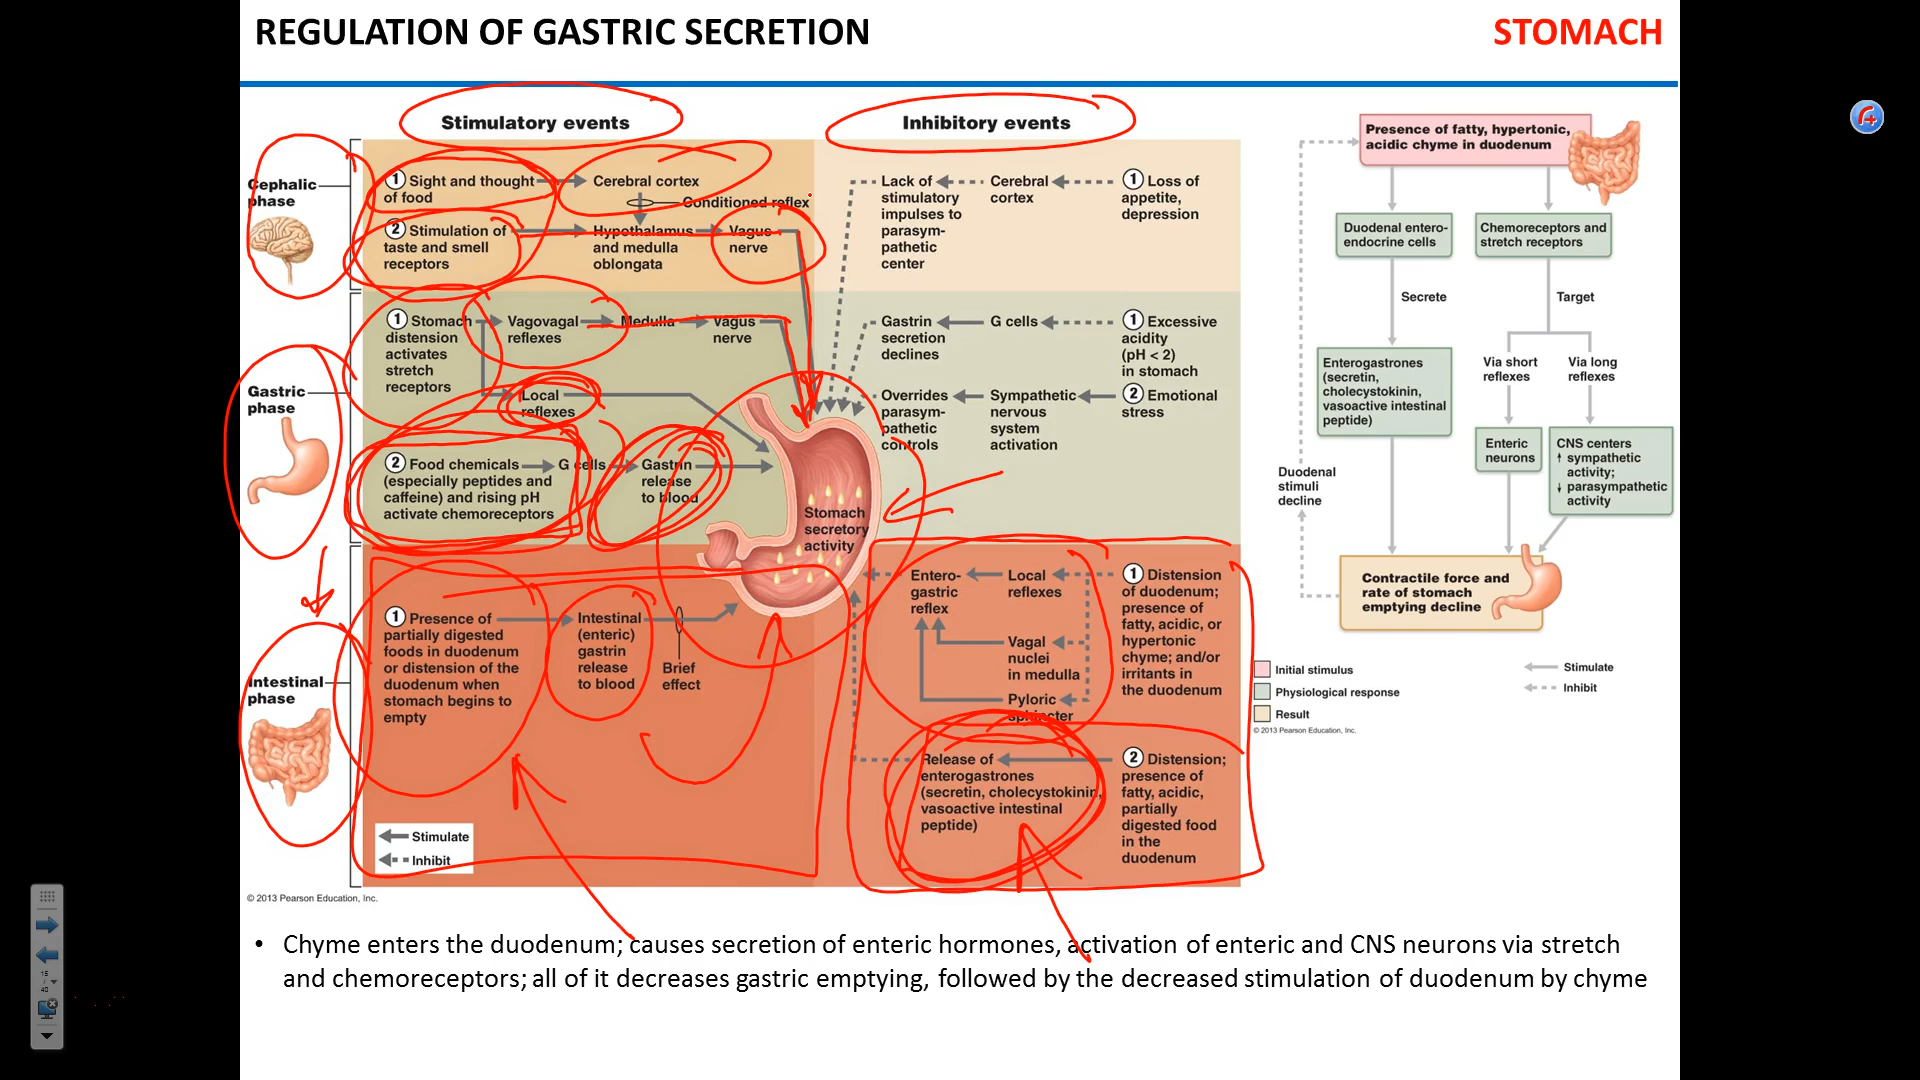 REGULATION OF GASTRIC SECRETION
STOMACH
Stimulatory events
Inhibitory events
Cephalic
phase
1 Sight and thought
of food
Cerebral cortex
Conditioned reflex
2 Stimulation of
taste and smell
receptors
Hypothalamus
and medulla
oblongata
Vagus
nerve
Lack of
stimulatory
impulses to
parasym-
pathetic
center
Cerebral
cortex
1 Loss of
appetite,
depression
Gastric
phase
1 Stomach
distension
activates
stretch
receptors
Vagovagal
reflexes
Medulla
Vagus
nerve
Local
reflexes
2 Food chemicals
(especially peptides and
caffeine) and rising pH
activate chemoreceptors
G cells
Gastrin
release
to blood
Gastrin
secretion
declines
G cells
1 Excessive
acidity
(pH < 2)
in stomach
Overrides
parasym-
pathetic
controls
Sympathetic
nervous
system
activation
2 Emotional
stress
Stomach
secretory
activity
Intestinal
phase
1 Presence of
partially digested
foods in duodenum
or distension of the
duodenum when
stomach begins to
empty
Intestinal
(enteric)
gastrin
release
to blood
Brief
effect
Entero-
gastric
reflex
Local
reflexes
Vagal
nuclei
in medulla
Pyloric
sphincter
1 Distension
of duodenum;
presence of
fatty, acidic, or
hypertonic
chyme; and/or
irritants in
the duodenum
Release of
enterogastrones
(secretin, cholecystokinin,
vasoactive intestinal
peptide)
2 Distension;
presence of
fatty, acidic,
partially
digested food
in the
duodenum
Stimulate
Inhibit
© 2013 Pearson Education, Inc.
Presence of fatty, hypertonic,
acidic chyme in duodenum
Duodenal entero-
endocrine cells
Chemoreceptors and
stretch receptors
Secrete
Target
Enterogastrones
(secretin,
cholecystokinin,
vasoactive intestinal
peptide)
Via short
reflexes
Via long
reflexes
Enteric
neurons
CNS centers
↑ sympathetic
activity;
↓ parasympathetic
activity
Duodenal
stimuli
decline
Contractile force and
rate of stomach
emptying decline
Initial stimulus
Physiological response
Result
Stimulate
Inhibit
© 2013 Pearson Education, Inc.
• Chyme enters the duodenum; causes secretion of enteric hormones, activation of enteric and CNS neurons via stretch
and chemoreceptors; all of it decreases gastric emptying, followed by the decreased stimulation of duodenum by chyme
15
/
40